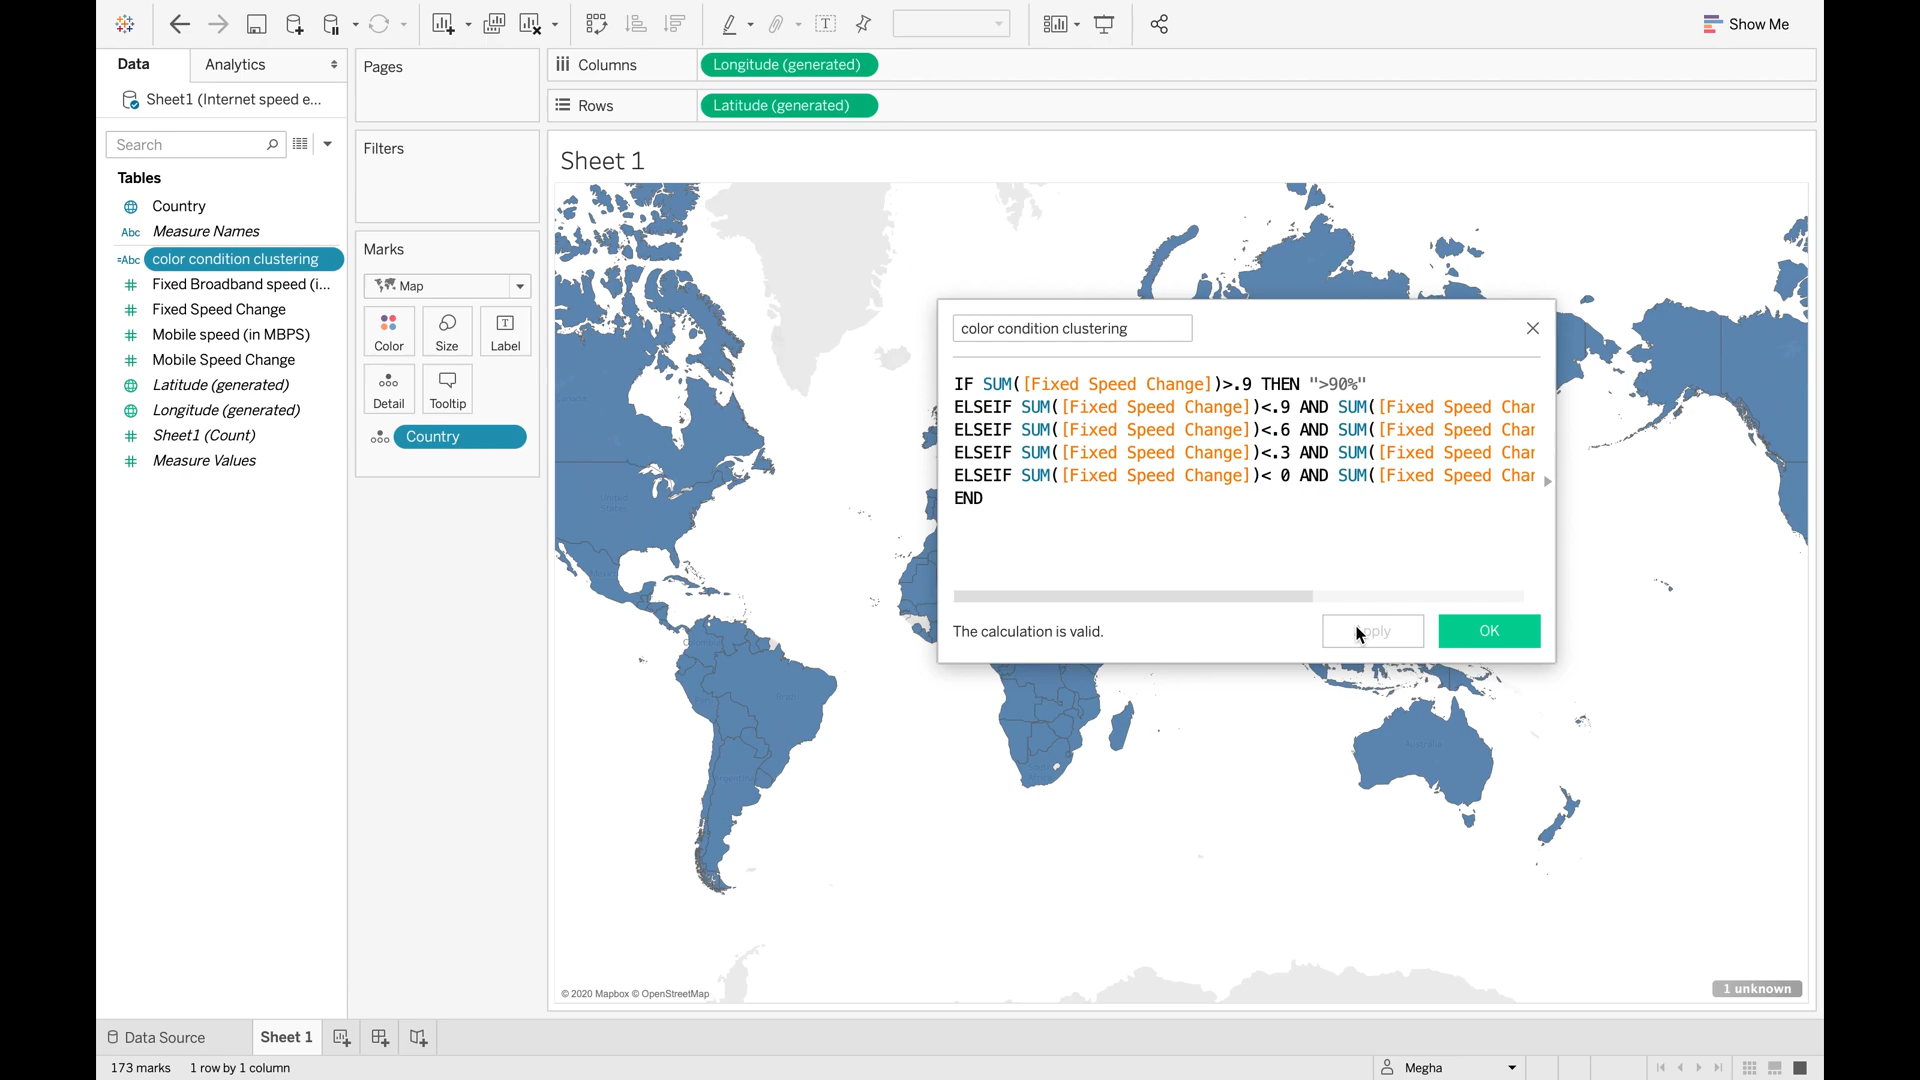 Show Me
Data
Analytics
Sheet1 (Internet speed e...
Search
Tables
Country
Abc Measure Names
=Abc color condition clustering
Fixed Broadband speed (i...
Fixed Speed Change
Mobile speed (in MBPS)
Mobile Speed Change
Latitude (generated)
Longitude (generated)
Sheet1 (Count)
Measure Values
Pages
Filters
Marks
Map
Color
Size
Label
Detail
Tooltip
Country
Columns
Longitude (generated)
Rows
Latitude (generated)
Sheet 1
color condition clustering
IF SUM([Fixed Speed Change])>.9 THEN ">90%"
ELSEIF SUM([Fixed Speed Change])<.9 AND SUM([Fixed Speed Char
ELSEIF SUM([Fixed Speed Change])<.6 AND SUM([Fixed Speed Char
ELSEIF SUM([Fixed Speed Change])<.3 AND SUM([Fixed Speed Char
ELSEIF SUM([Fixed Speed Change])< 0 AND SUM([Fixed Speed Char
END
The calculation is valid.
Apply
OK
United
States
© 2020 Mapbox © OpenStreetMap
1 unknown
Data Source
Sheet 1
173 marks
1 row by 1 column
Megha